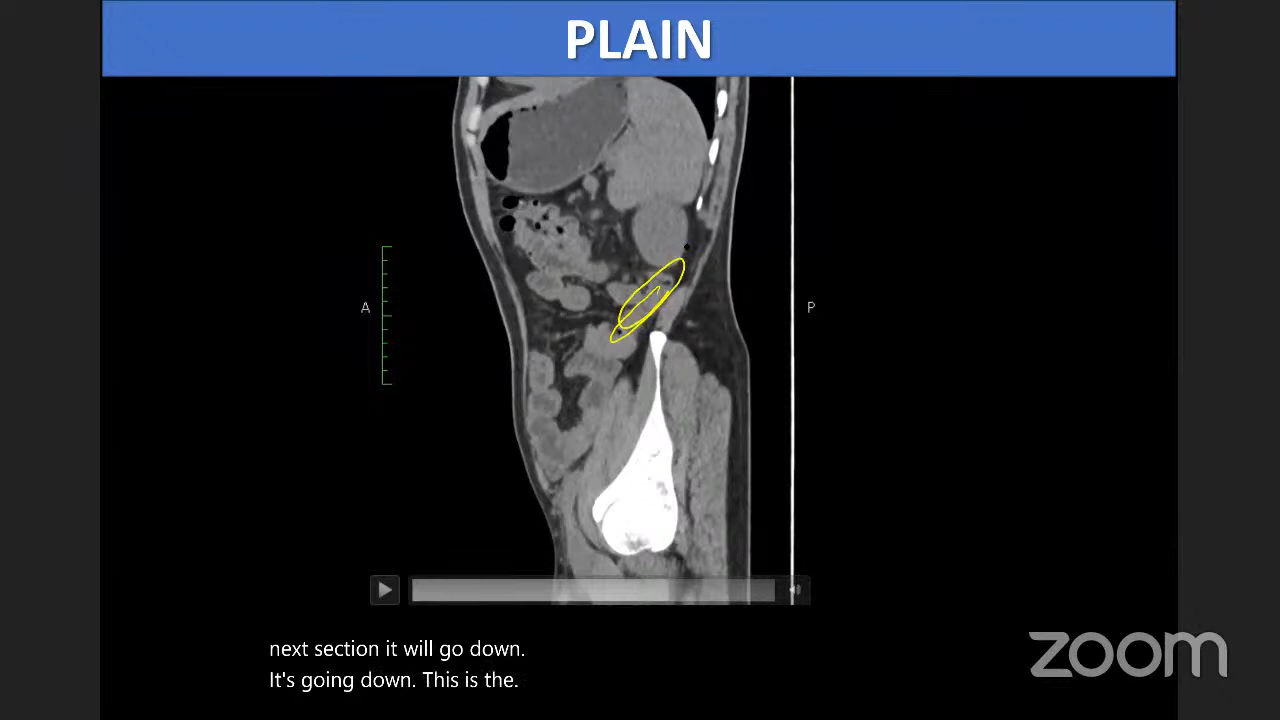 PLAIN
A
P
next section it will go down.
It's going down. This is the.
zoom